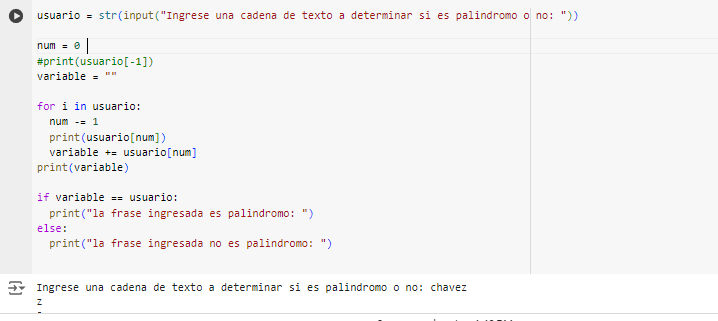 usuario = str(input("Ingrese una cadena de texto a determinar si es palindromo o no: "))
num = 0
#print(usuario[-1])
variable = ""
for i in usuario:
num -= 1
print(usuario[num])
variable += usuario[num]
print(variable)
if variable == usuario:
print("la frase ingresada es palindromo: ")
else:
print("la frase ingresada no es palindromo: ")
Ingrese una cadena de texto a determinar si es palindromo o no: chavez
z